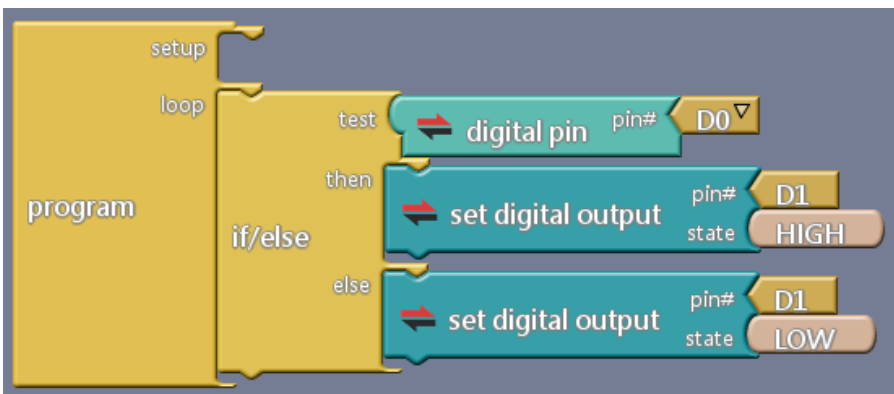 setup
loop
program
if/else
test
digital pin pin# D0
then
set digital output pin# D1
state HIGH
else
set digital output pin# D1
state LOW